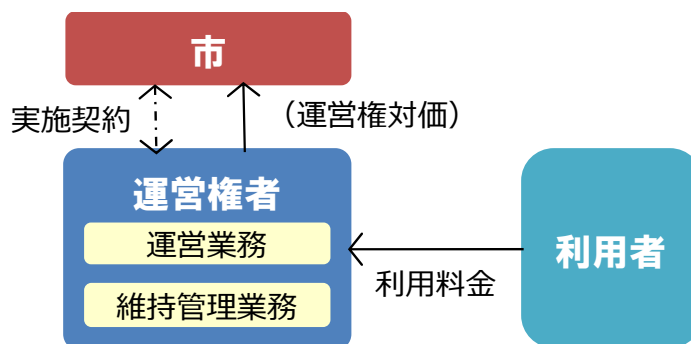 市
実施契約
（運営権対価）
運営権者
運営業務
維持管理業務
利用料金
利用者